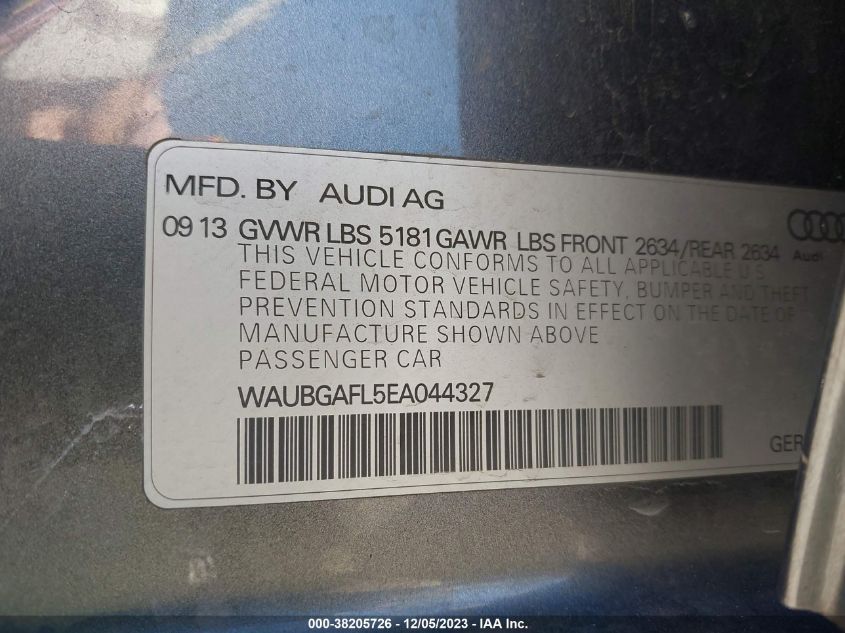 MFD. BY AUDI AG
09 13 GVWR LBS 5181 GAWR LBS FRONT 2634/REAR 2634
Audi
THIS VEHICLE CONFORMS TO ALL APPLICABLE U.S.
FEDERAL MOTOR VEHICLE SAFETY, BUMPER AND THEFT
PREVENTION STANDARDS IN EFFECT ON THE DATE OF
MANUFACTURE SHOWN ABOVE
PASSENGER CAR
WAUBGAFL5EA044327
GER
000-38205726 - 12/05/2023 - IAA Inc.